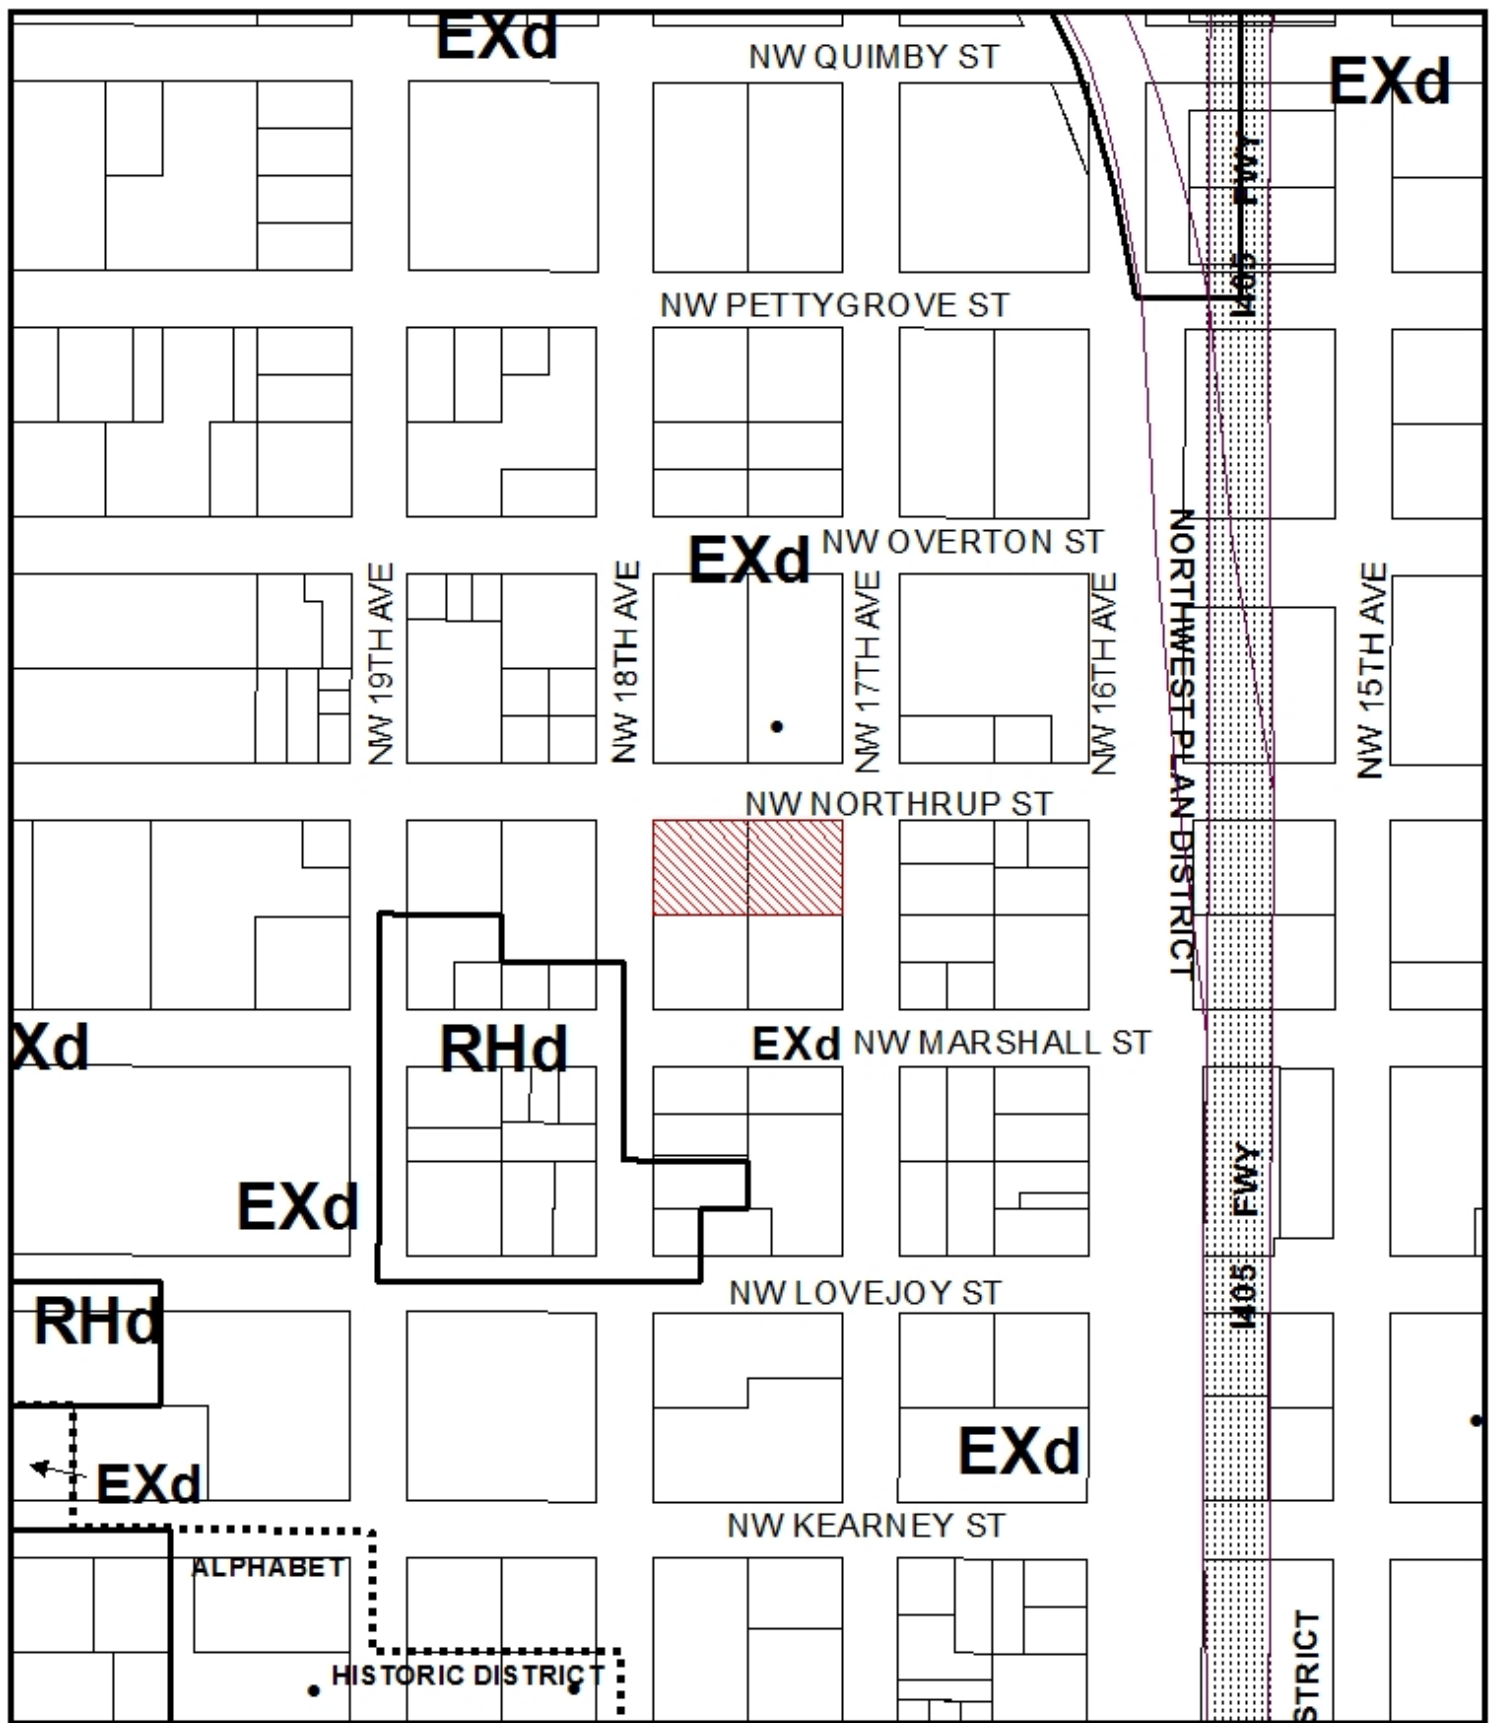 EXd
NW QUIMBY ST
EXd
I405 FWY
NW PETTYGROVE ST
EXd
NW OVERTON ST
NW 19TH AVE
NW 18TH AVE
NW 17TH AVE
NW 16TH AVE
NORTHWEST PLAN DISTRICT
NW 15TH AVE
NW NORTHRUP ST
Xd
RHd
EXd
NW MARSHALL ST
EXd
I405 FWY
RHd
NW LOVEJOY ST
EXd
EXd
NW KEARNEY ST
ALPHABET
HISTORIC DISTRICT
STRICT